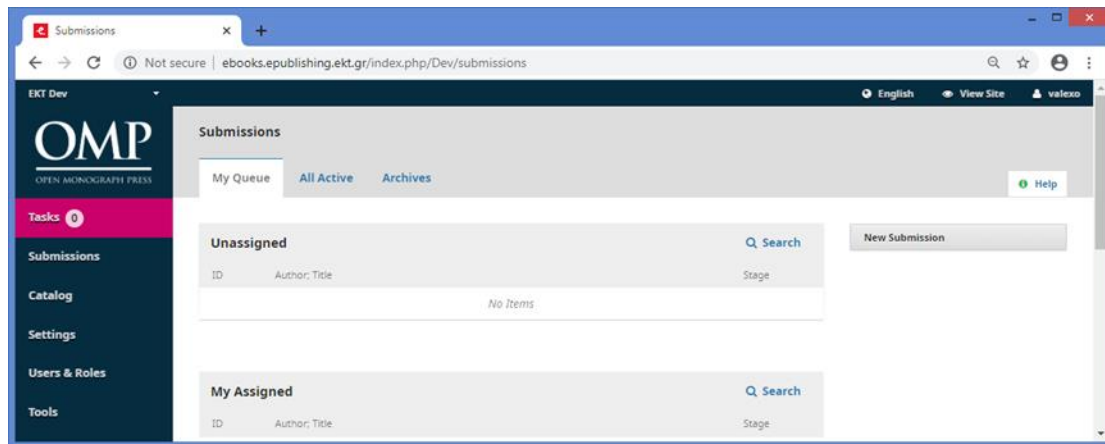 Submissions
Not secure | ebooks.epublishing.ekt.gr/index.php/Dev/submissions
EKT Dev
English View Site valexo
OMP
OPEN MONOGRAPH PRESS
Submissions
My Queue All Active Archives
Help
Tasks 0
Submissions
Catalog
Settings
Users & Roles
Tools
Unassigned Search
ID Author; Title Stage
No Items
My Assigned Search
ID Author; Title Stage
New Submission